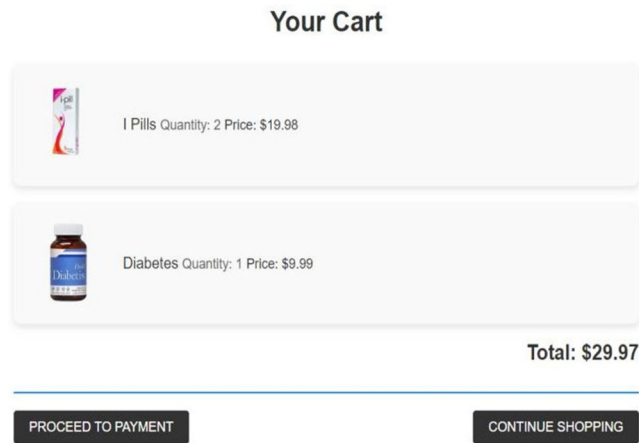 Your Cart
i-pill
I Pills Quantity: 2 Price: $19.98
Diabetes Quantity: 1 Price: $9.99
Total: $29.97
PROCEED TO PAYMENT
CONTINUE SHOPPING